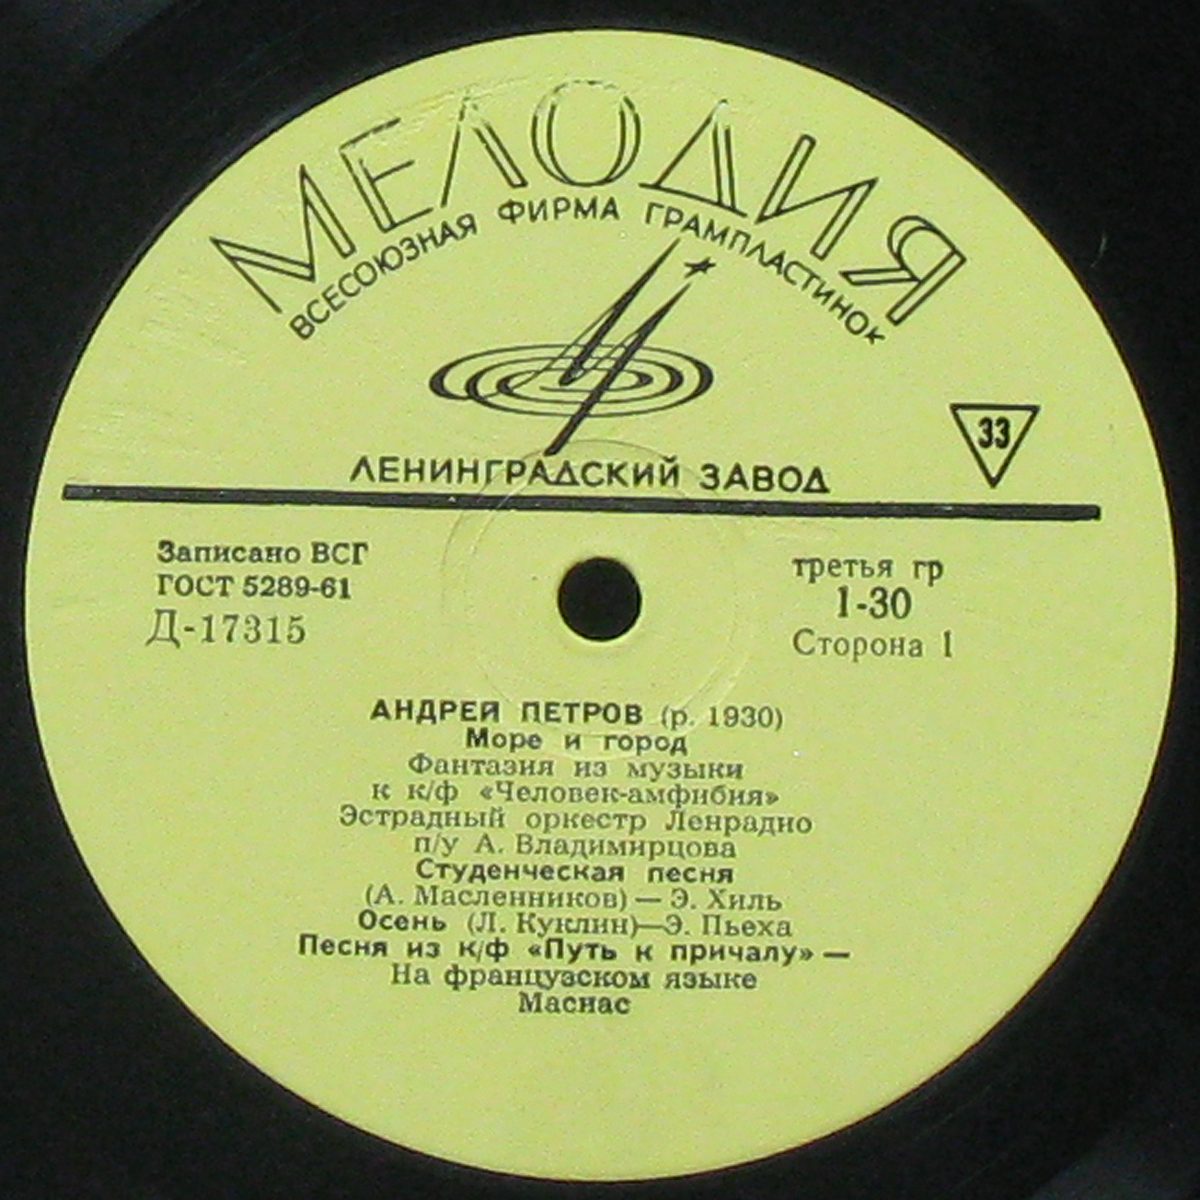 МЕЛОДИЯ
ВСЕСОЮЗНАЯ ФИРМА ГРАМПЛАСТИНОК
33
ЛЕНИНГРАДСКИЙ ЗАВОД
Записано ВСГ
ГОСТ 5289-61
Д-17315
третья гр
1-30
Сторона 1
АНДРЕЙ ПЕТРОВ (р. 1930)
Море и город
Фантазия из музыки
к к/ф «Человек-амфибия»
Эстрадный оркестр Ленрадио
п/у А. Владимирцова
Студенческая песня
(А. Масленников) — Э. Хиль
Осень (Л. Куклин)—Э. Пьеха
Песня из к/ф «Путь к причалу» —
На французском языке
Масиас